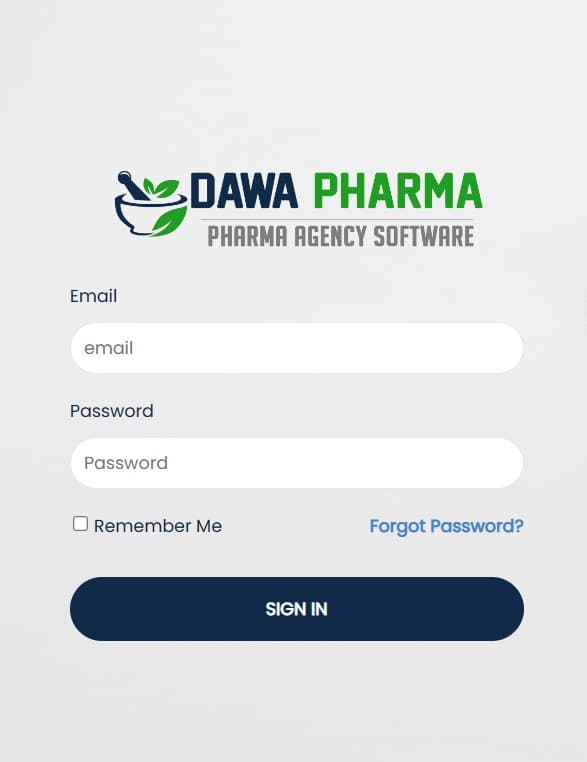 DAWA PHARMA
PHARMA AGENCY SOFTWARE
Email
email
Password
Password
Remember Me
Forgot Password?
SIGN IN